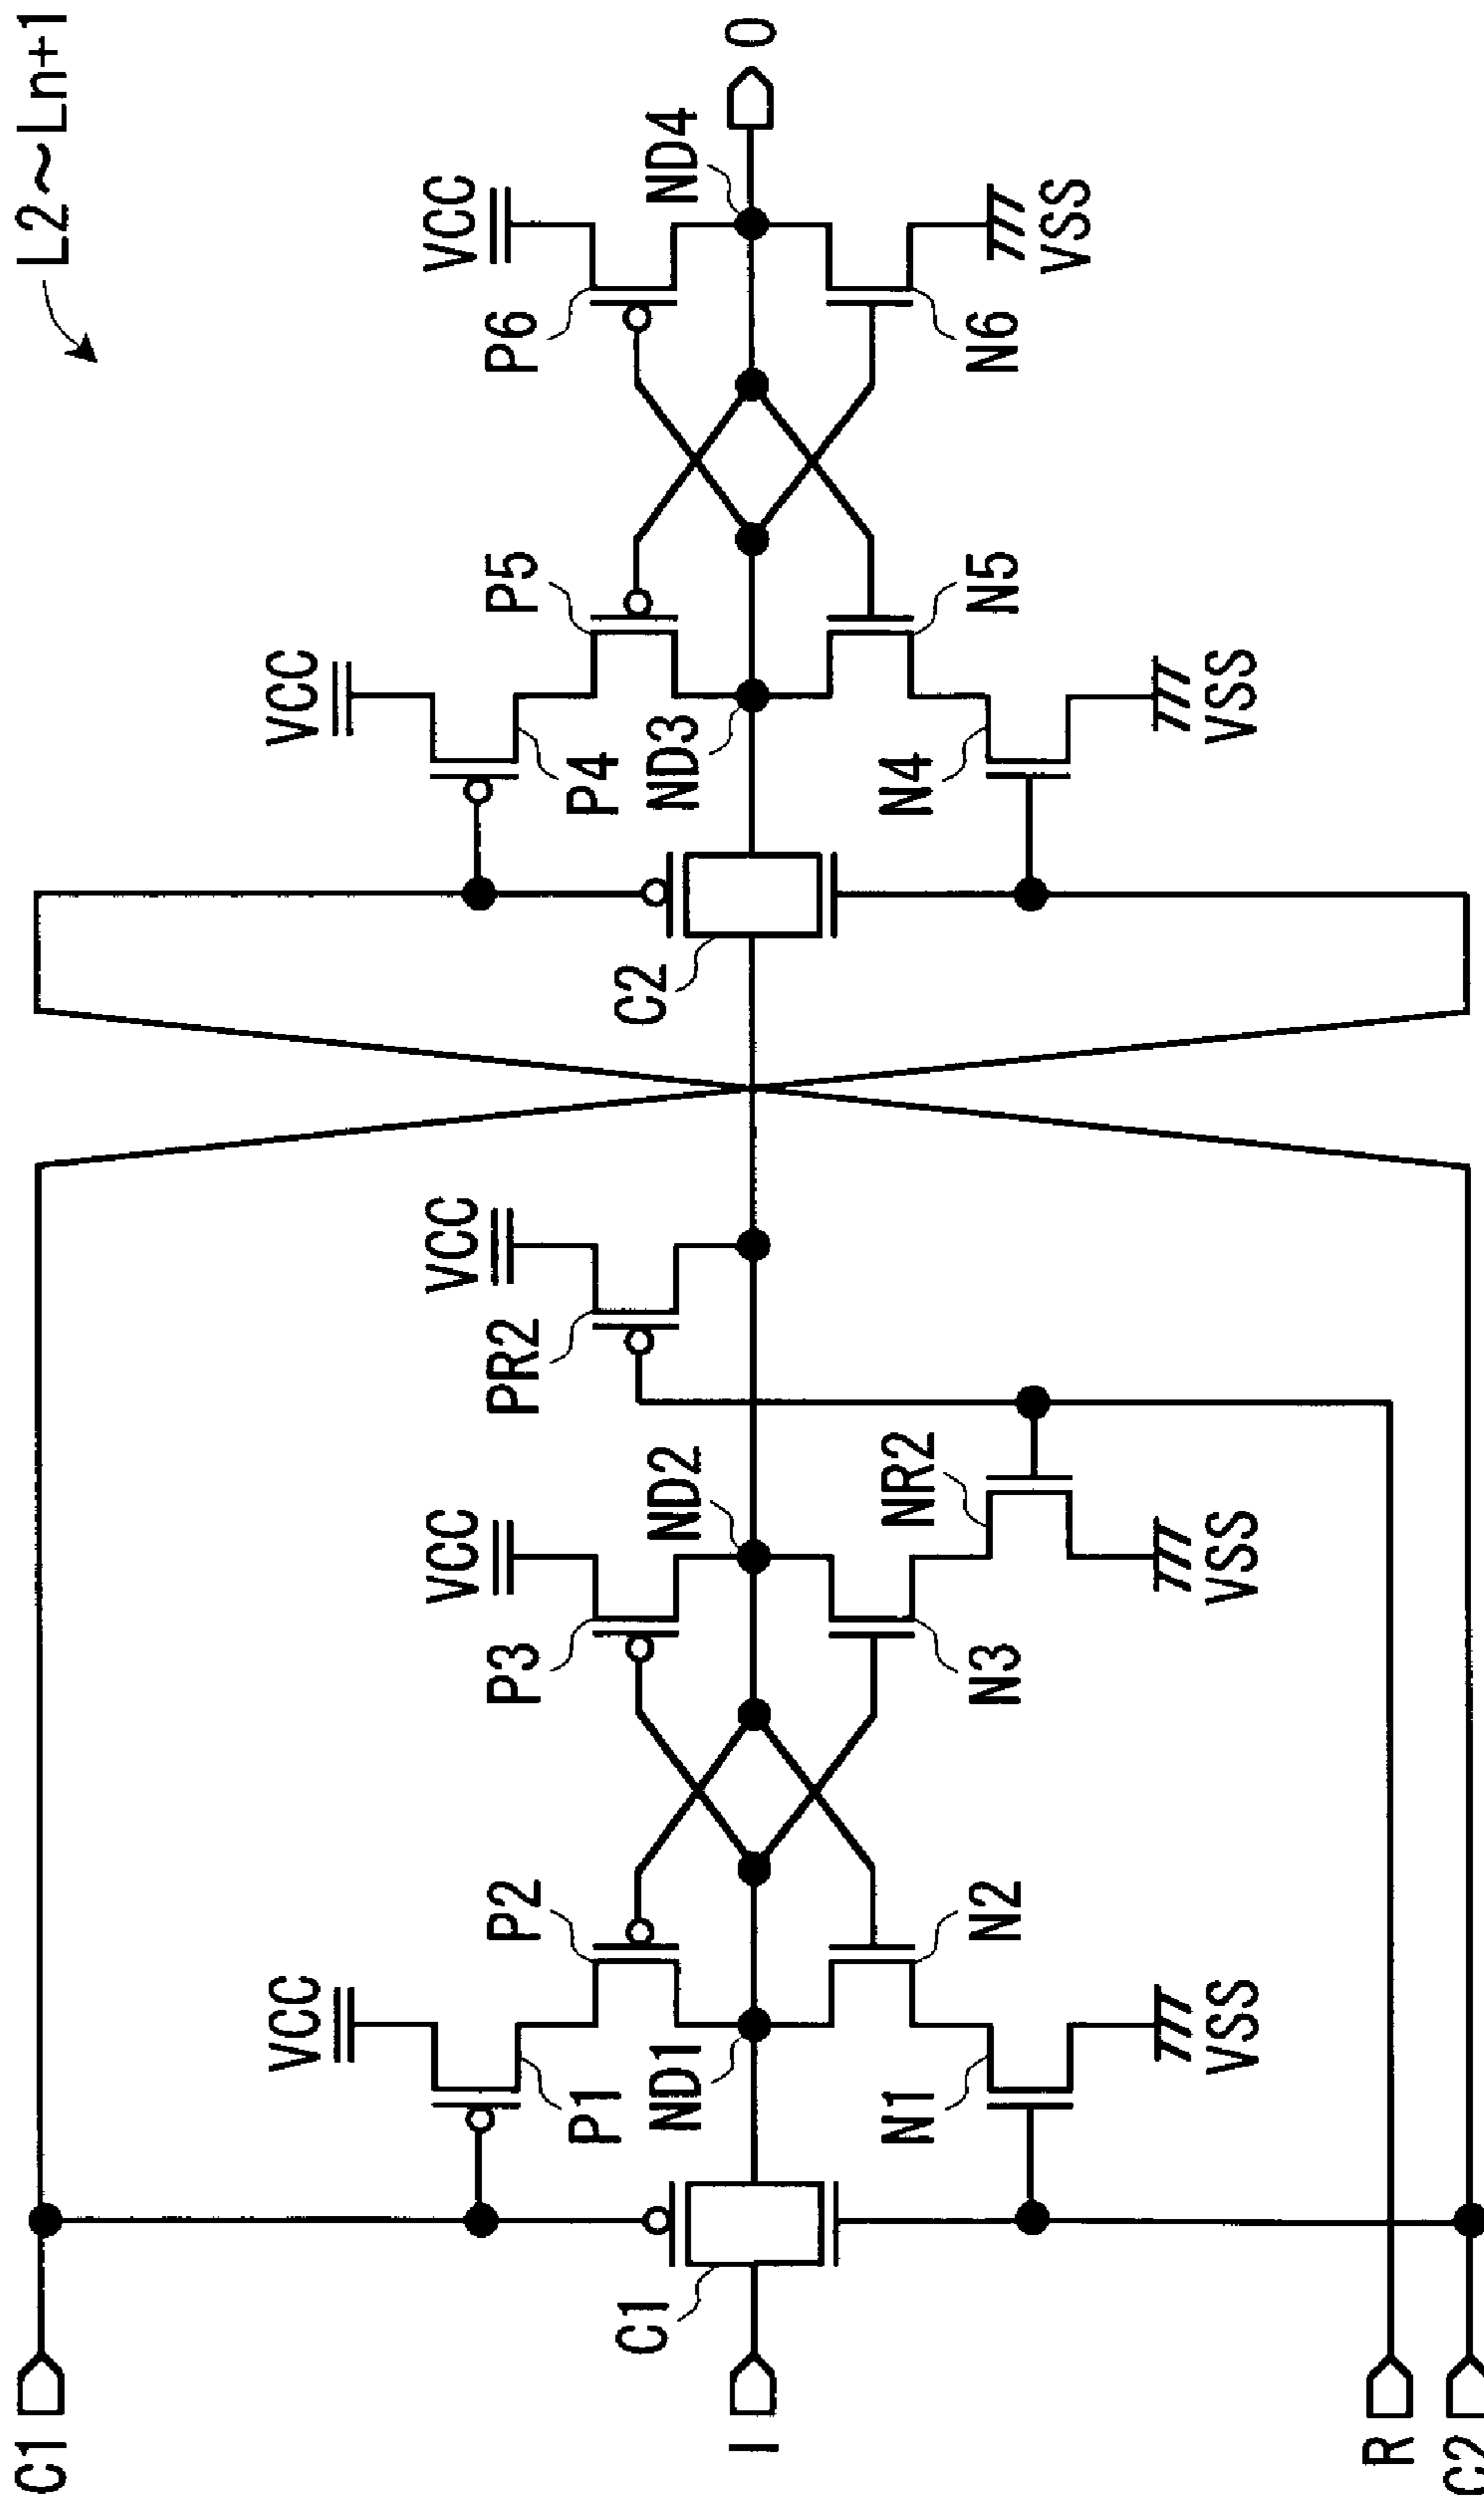 L2~Ln+1
C1
VCC
VCC
VCC
VCC
VCC
VCC
P1
P2
P3
PR2
P4
P5
P6
C1
ND1
ND2
C2
ND3
ND4
I
O
N1
N2
N3
NR2
N4
N5
N6
VSS
VSS
VSS
VSS
R
C2